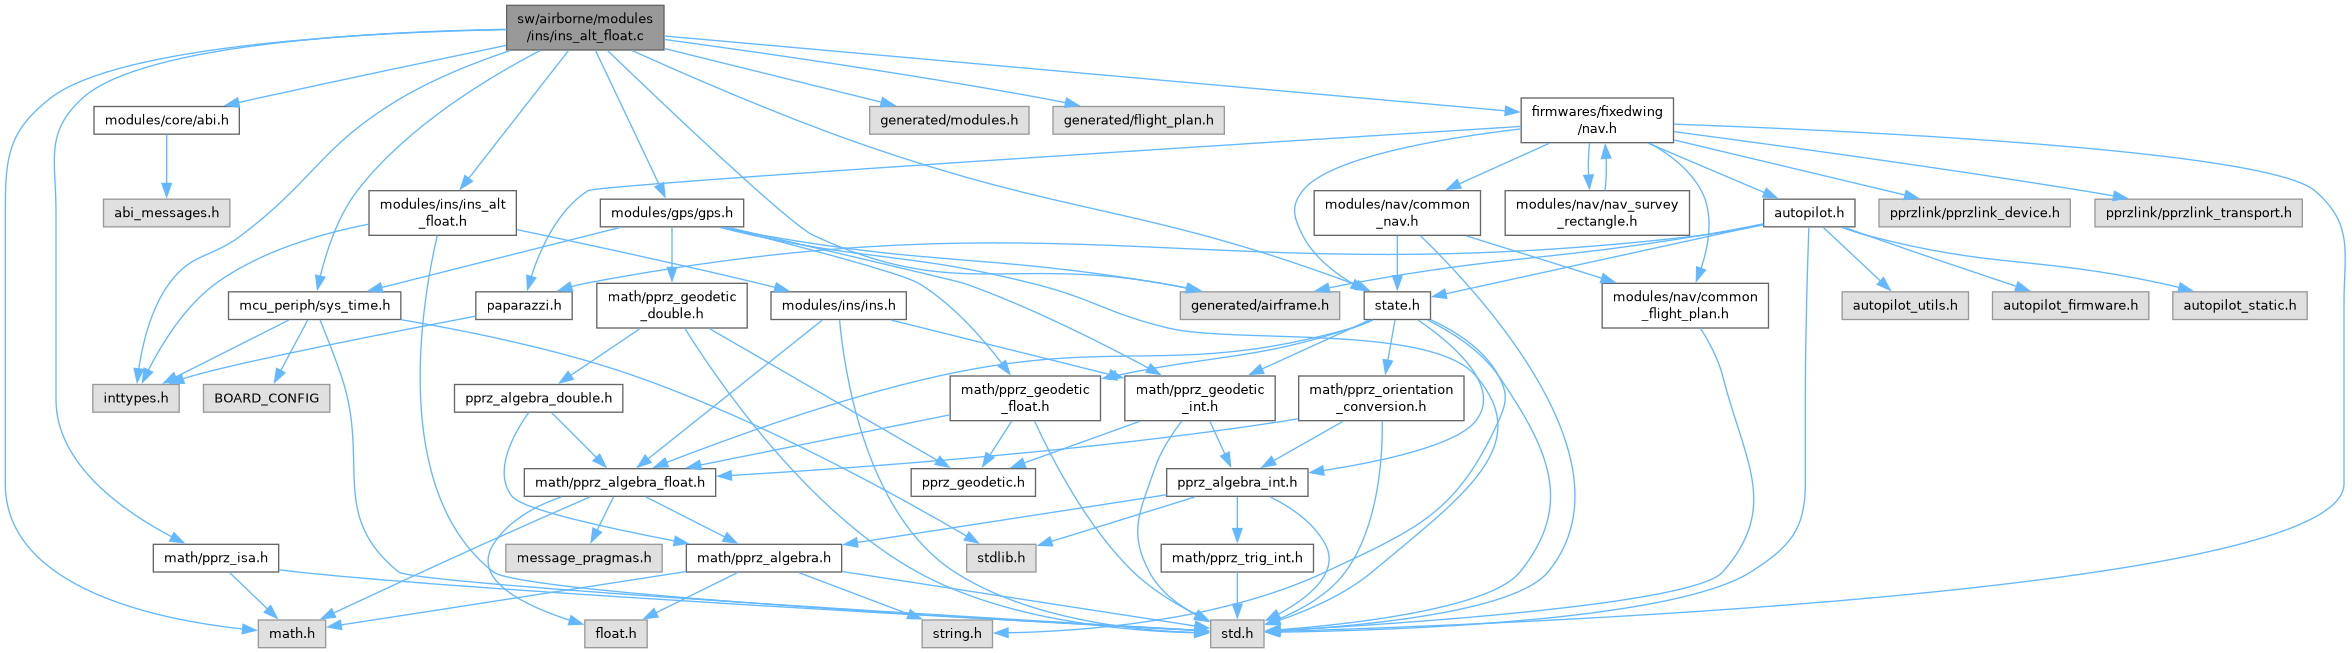 sw/airborne/modules
/ins/ins_alt_float.c
modules/core/abi.h
generated/modules.h
generated/flight_plan.h
firmwares/fixedwing
/nav.h
abi_messages.h
modules/ins/ins_alt
_float.h
modules/gps/gps.h
modules/nav/common
_nav.h
modules/nav/nav_survey
_rectangle.h
autopilot.h
pprzlink/pprzlink_device.h
pprzlink/pprzlink_transport.h
mcu_periph/sys_time.h
paparazzi.h
math/pprz_geodetic
_double.h
modules/ins/ins.h
generated/airframe.h
state.h
modules/nav/common
_flight_plan.h
autopilot_utils.h
autopilot_firmware.h
autopilot_static.h
inttypes.h
BOARD_CONFIG
pprz_algebra_double.h
math/pprz_geodetic
_float.h
math/pprz_geodetic
_int.h
math/pprz_orientation
_conversion.h
math/pprz_algebra_float.h
pprz_geodetic.h
pprz_algebra_int.h
math/pprz_isa.h
message_pragmas.h
math/pprz_algebra.h
stdlib.h
math/pprz_trig_int.h
math.h
float.h
string.h
std.h